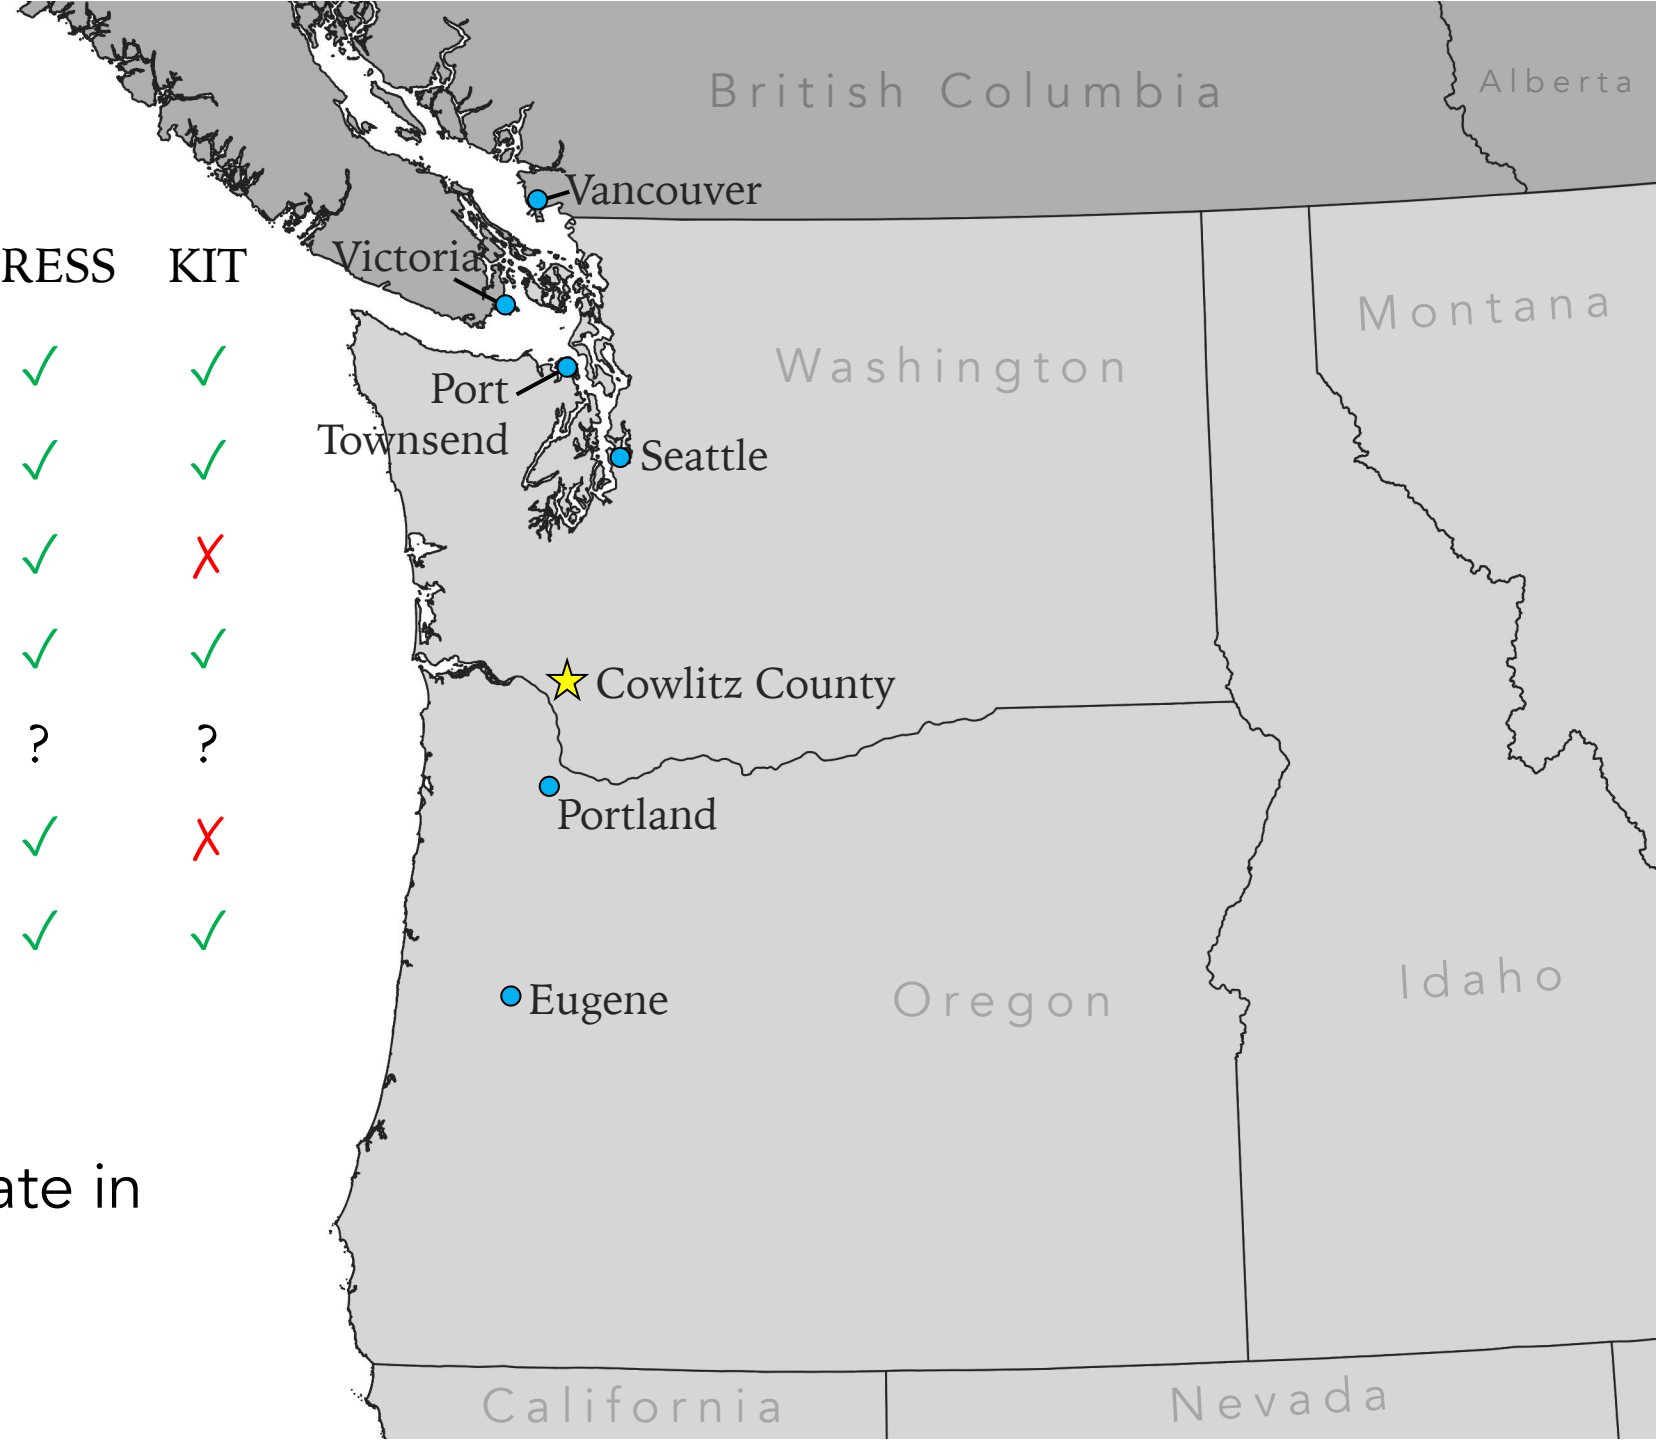 British Columbia
Alberta
Vancouver
Victoria
RESS KIT
Montana
✓ ✓
Washington
Port
Townsend
✓ ✓
Seattle
✓ ✗
✓ ✓
Cowlitz County
? ?
Portland
✓ ✗
✓ ✓
Eugene
Oregon
Idaho
ate in
California
Nevada